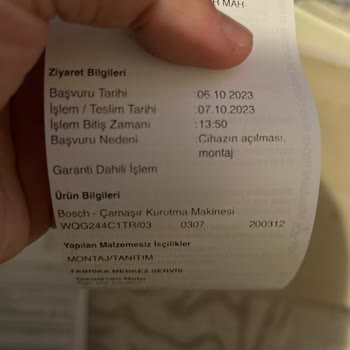 R MAH.
Ziyaret Bilgileri
Başvuru Tarihi :06.10.2023
İşlem / Teslim Tarihi :07.10.2023
İşlem Bitiş Zamanı :13:50
Başvuru Nedeni :Cihazın açılması,
montaj
Garanti Dahili İşlem
Ürün Bilgileri
Bosch - Çamaşır Kurutma Makinesi
WQG244C1TR/03 0307 200312
Yapılan Malzemesiz İşçilikler
MONTAJ/TANITIM
FABRİKA MERKEZ SERVİS
Teknisyen Notu